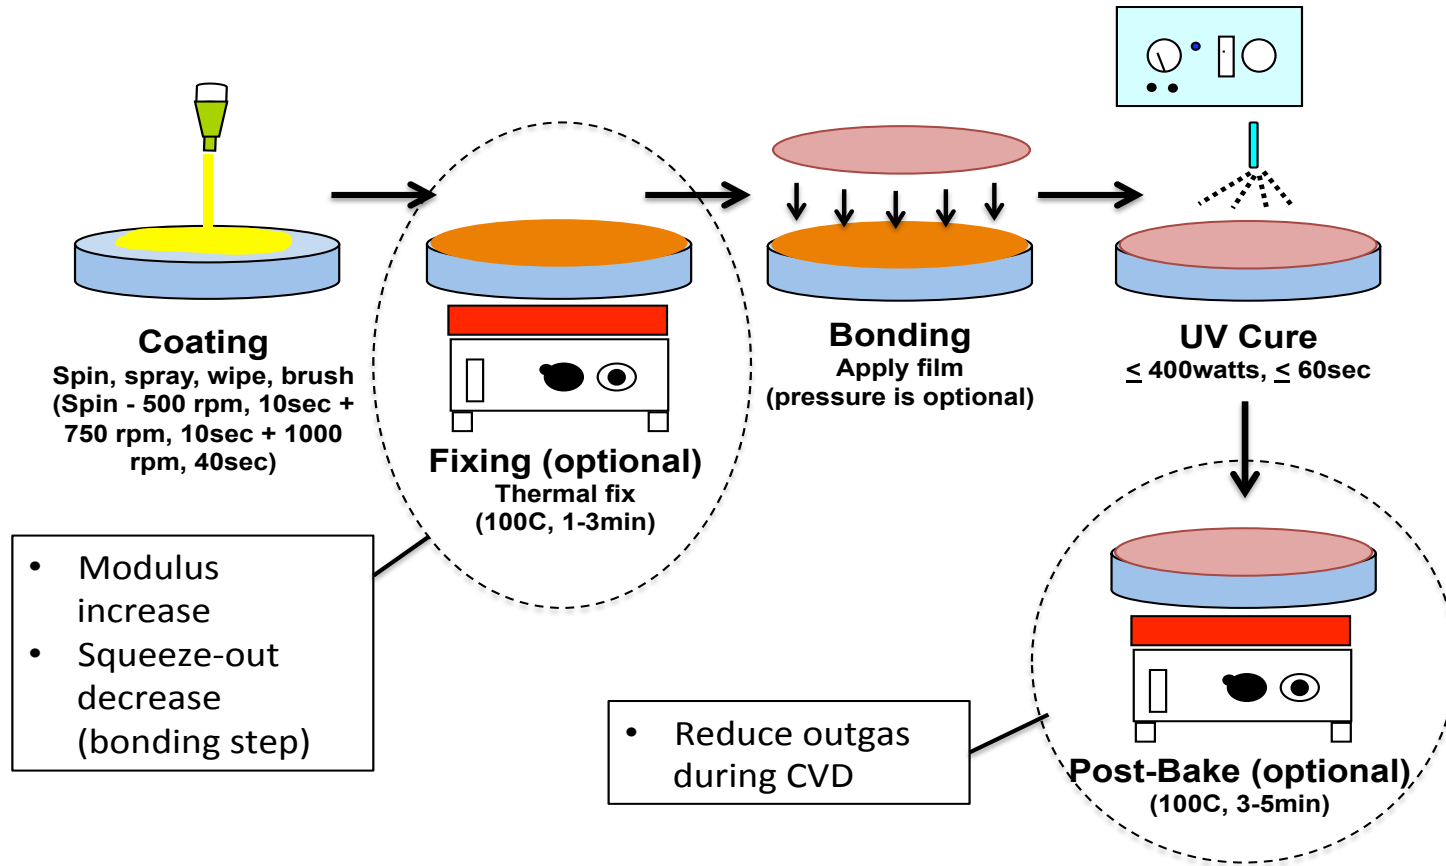 Coating
Spin, spray, wipe, brush
(Spin - 500 rpm, 10sec +
750 rpm, 10sec + 1000
rpm, 40sec)
Fixing (optional)
Thermal fix
(100C, 1-3min)
Bonding
Apply film
(pressure is optional)
UV Cure
< 400watts, < 60sec
• Modulus
increase
• Squeeze-out
decrease
(bonding step)
• Reduce outgas
during CVD
Post-Bake (optional)
(100C, 3-5min)